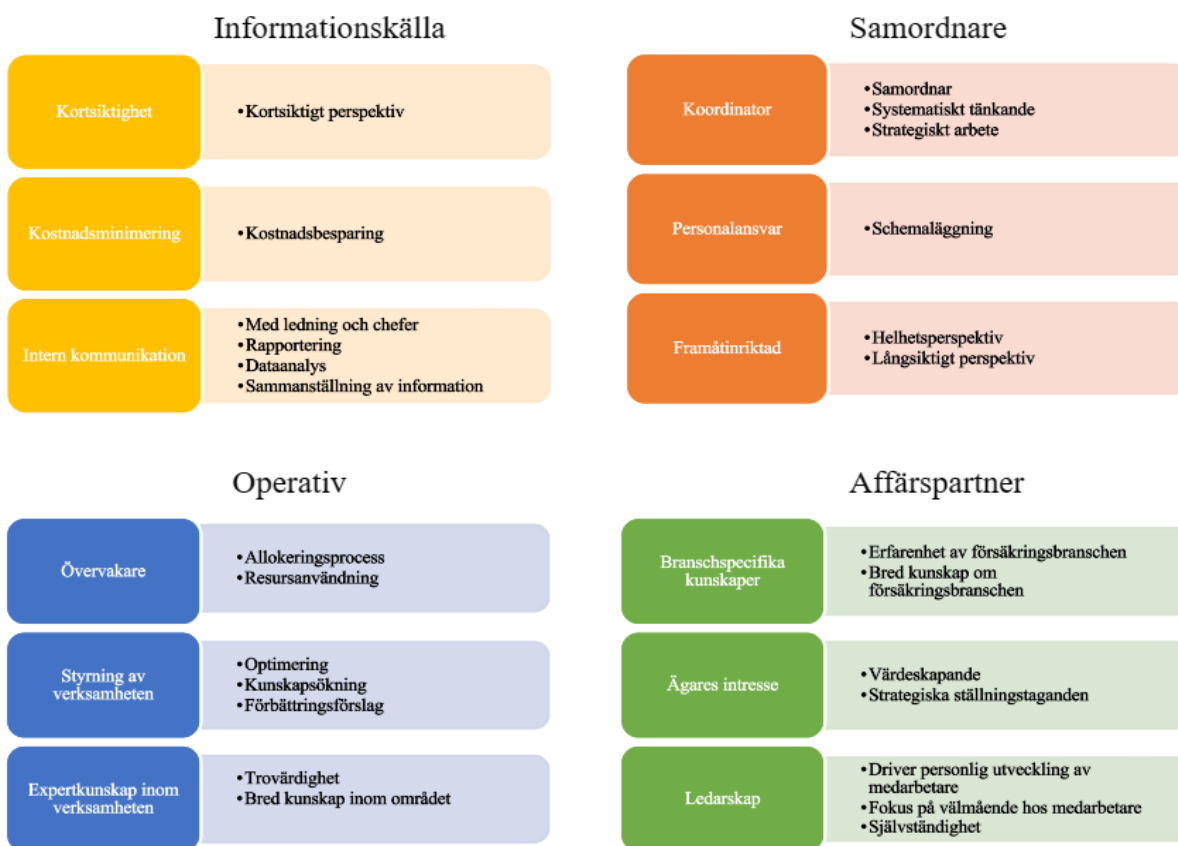 Informationskälla
Kortsiktighet
•Kortsiktigt perspektiv
Kostnadsminimering
•Kostnadsbesparing
Intern kommunikation
•Med ledning och chefer
•Rapportering
•Dataanalys
•Sammanställning av information
Samordnare
Koordinator
•Samordnar
•Systematiskt tänkande
•Strategiskt arbete
Personalansvar
•Schemaläggning
Framåtinriktad
•Helhetsperspektiv
•Långsiktigt perspektiv
Operativ
Övervakare
•Allokeringsprocess
•Resursanvändning
Styrning av
verksamheten
•Optimering
•Kunskapsökning
•Förbättringsförslag
Expertkunskap inom
verksamheten
•Trovärdighet
•Bred kunskap inom området
Affärspartner
Branschspecifika
kunskaper
•Erfarenhet av försäkringsbranschen
•Bred kunskap om
försäkringsbranschen
Ägares intresse
•Värdeskapande
•Strategiska ställningstaganden
Ledarskap
•Driver personlig utveckling av
medarbetare
•Fokus på välmående hos medarbetare
•Självständighet